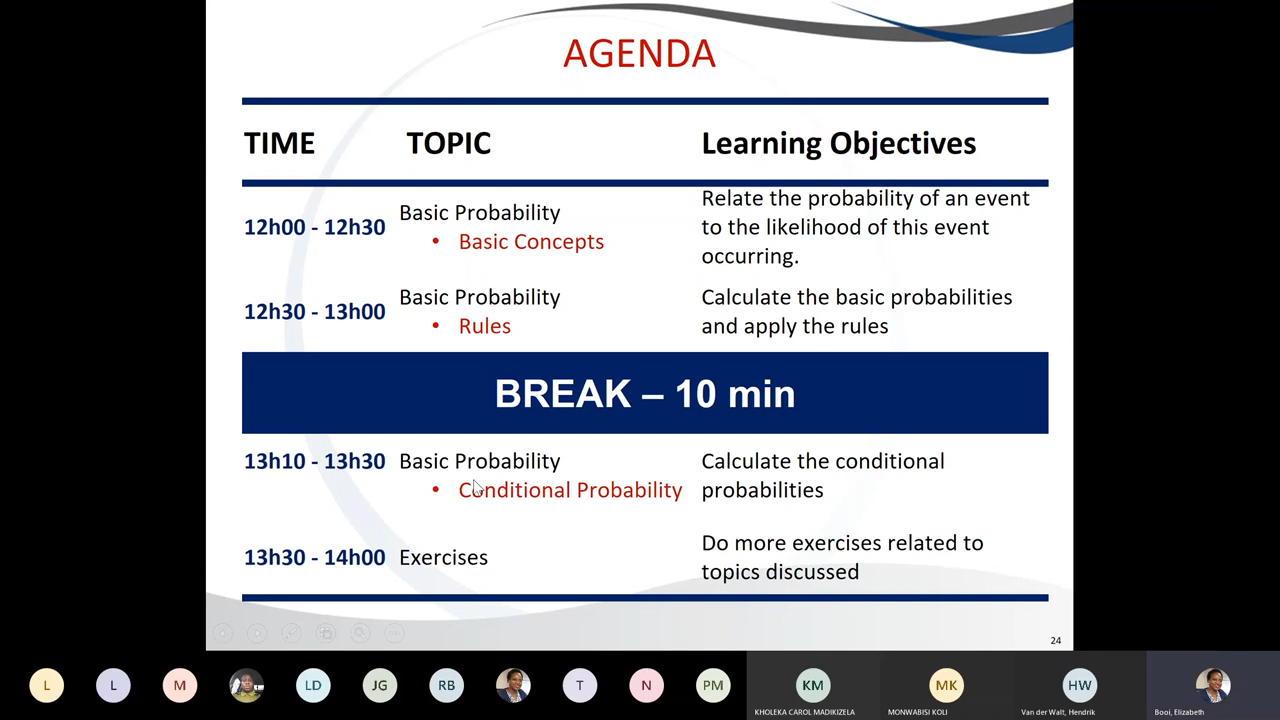 AGENDA
TIME TOPIC Learning Objectives
12h00 - 12h30
Basic Probability
• Basic Concepts
Relate the probability of an event
to the likelihood of this event
occurring.
12h30 - 13h00
Basic Probability
• Rules
Calculate the basic probabilities
and apply the rules
BREAK – 10 min
13h10 - 13h30
Basic Probability
• Conditional Probability
Calculate the conditional
probabilities
13h30 - 14h00
Exercises
Do more exercises related to
topics discussed
24
L L M LD JG RB T N PM KM MK HW
KHOLEKA CAROL MADIKIZELA MONWABISI KOLI Van der Walt, Hendrik Booi, Elizabeth